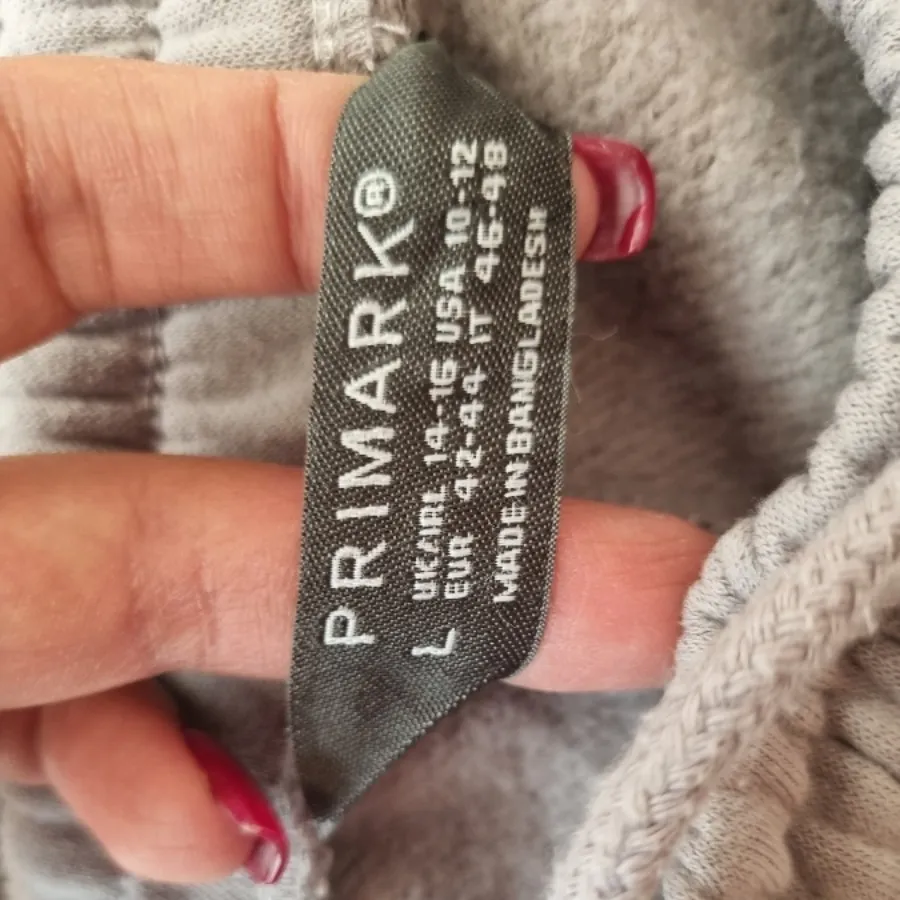 PRIMARK®
L
UK/IRL 14-16 USA 10-12
EUR 42-44 IT 46-48
MADE IN BANGLADESH